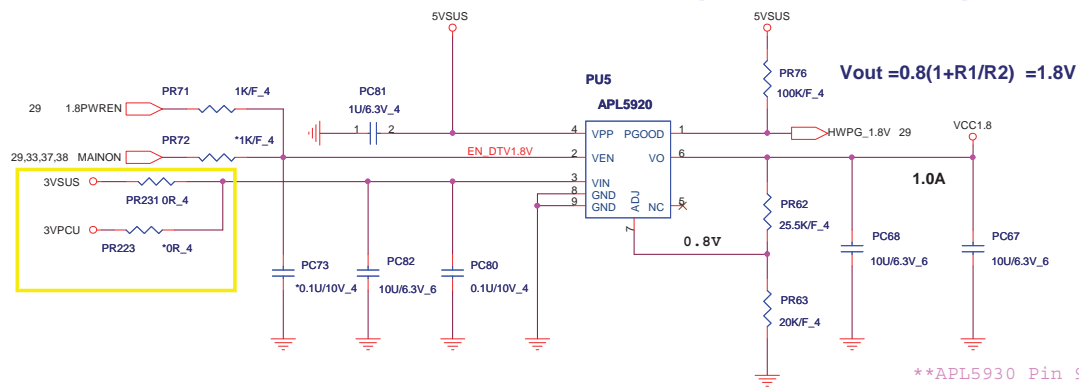 5VSUS
5VSUS
Vout =0.8(1+R1/R2) =1.8V
PR76
100K/F_4
PU5
APL5920
PC81
1U/6.3V_4
1 2
PR71 1K/F_4
29 1.8PWREN
PR72 *1K/F_4
29,33,37,38 MAINON
4 VPP PGOOD 1
HWPG_1.8V 29
VCC1.8
EN_DTV1.8V
2 VEN VO 6
1.0A
3VSUS
PR231 0R_4
3 VIN
8 GND
9 GND
ADJ
NC 5
7
0.8V
3VPCU
PR223 *0R_4
PR62
25.5K/F_4
PC73
*0.1U/10V_4
PC82
10U/6.3V_6
PC80
0.1U/10V_4
PC68
10U/6.3V_6
PC67
10U/6.3V_6
PR63
20K/F_4
**APL5930 Pin 9